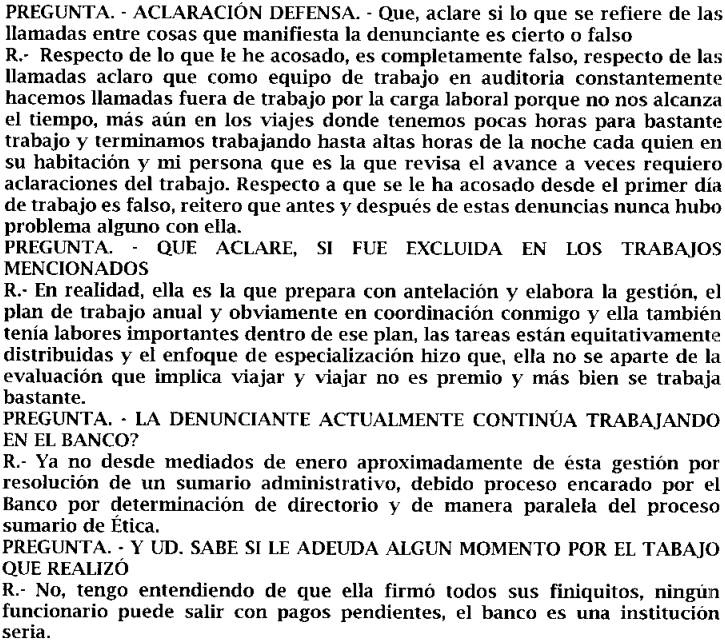 PREGUNTA. - ACLARACIÓN DEFENSA. - Que, aclare si lo que se refiere de las
llamadas entre cosas que manifiesta la denunciante es cierto o falso
R.- Respecto de lo que le he acosado, es completamente falso, respecto de las
llamadas aclaro que como equipo de trabajo en auditoria constantemente
hacemos llamadas fuera de trabajo por la carga laboral porque no nos alcanza
el tiempo, más aún en los viajes donde tenemos pocas horas para bastante
trabajo y terminamos trabajando hasta altas horas de la noche cada quien en
su habitación y mi persona que es la que revisa el avance a veces requiero
aclaraciones del trabajo. Respecto a que se le ha acosado desde el primer día
de trabajo es falso, reitero que antes y después de estas denuncias nunca hubo
problema alguno con ella.
PREGUNTA. - QUE ACLARE, SI FUE EXCLUIDA EN LOS TRABAJOS
MENCIONADOS
R.- En realidad, ella es la que prepara con antelación y elabora la gestión, el
plan de trabajo anual y obviamente en coordinación conmigo y ella también
tenía labores importantes dentro de ese plan, las tareas están equitativamente
distribuidas y el enfoque de especialización hizo que, ella no se aparte de la
evaluación que implica viajar y viajar no es premio y más bien se trabaja
bastante.
PREGUNTA. - LA DENUNCIANTE ACTUALMENTE CONTINÚA TRABAJANDO
EN EL BANCO?
R.- Ya no desde mediados de enero aproximadamente de ésta gestión por
resolución de un sumario administrativo, debido proceso encarado por el
Banco por determinación de directorio y de manera paralela del proceso
sumario de Ética.
PREGUNTA. - Y UD. SABE SI LE ADEUDA ALGUN MOMENTO POR EL TABAJO
QUE REALIZÓ
R.- No, tengo entendiendo de que ella firmó todos sus finiquitos, ningún
funcionario puede salir con pagos pendientes, el banco es una institución
seria.